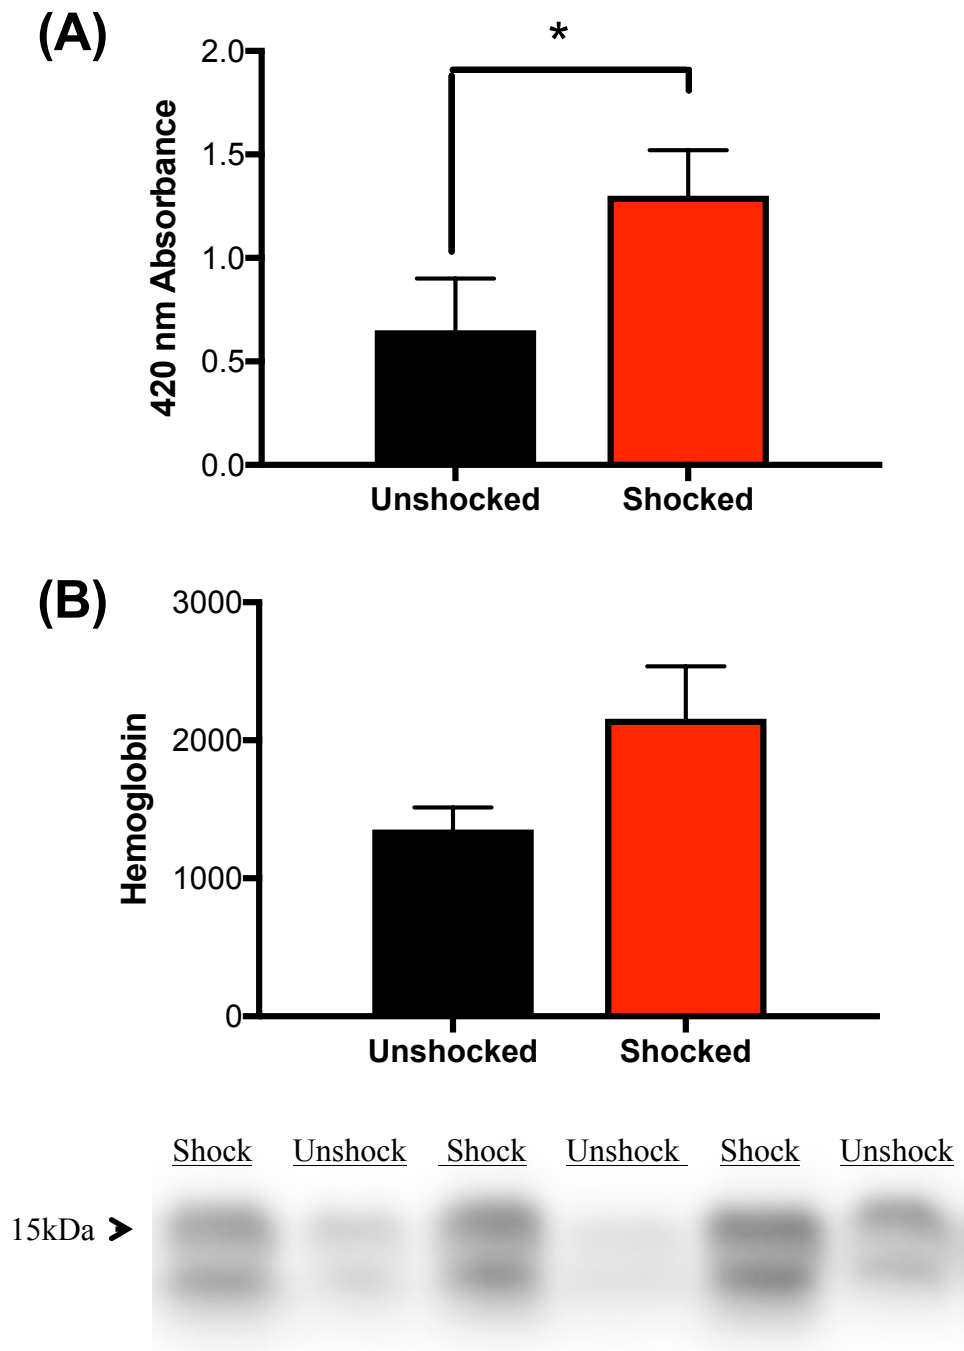 (A)
*
2.0
1.5
1.0
0.5
0.0
420 nm Absorbance
Unshocked Shocked
(B)
3000
2000
1000
0
Hemoglobin
Unshocked Shocked
Shock Unshock Shock Unshock Shock Unshock
15kDa